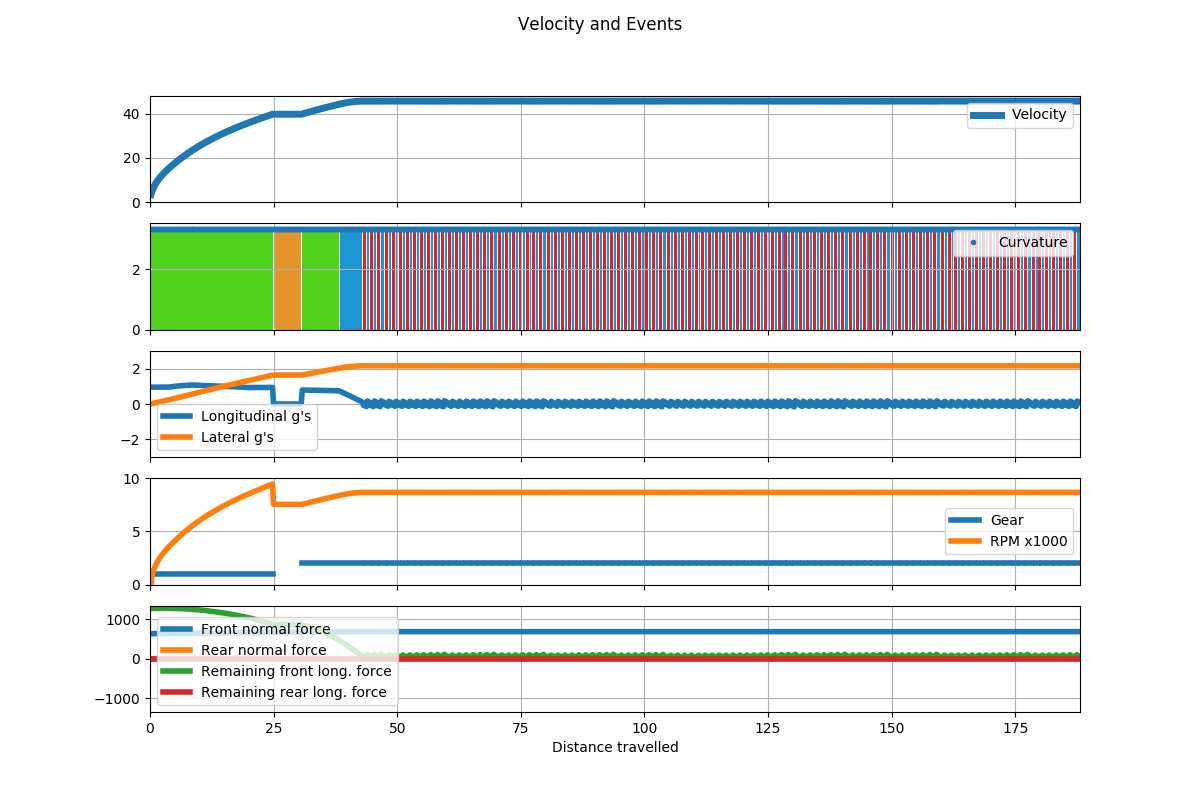 Velocity and Events
40
20
0
Velocity
2
0
Curvature
2
0
−2
Longitudinal g's
Lateral g's
10
5
0
Gear
RPM x1000
1000
0
−1000
Front normal force
Rear normal force
Remaining front long. force
Remaining rear long. force
0 25 50 75 100 125 150 175
Distance travelled